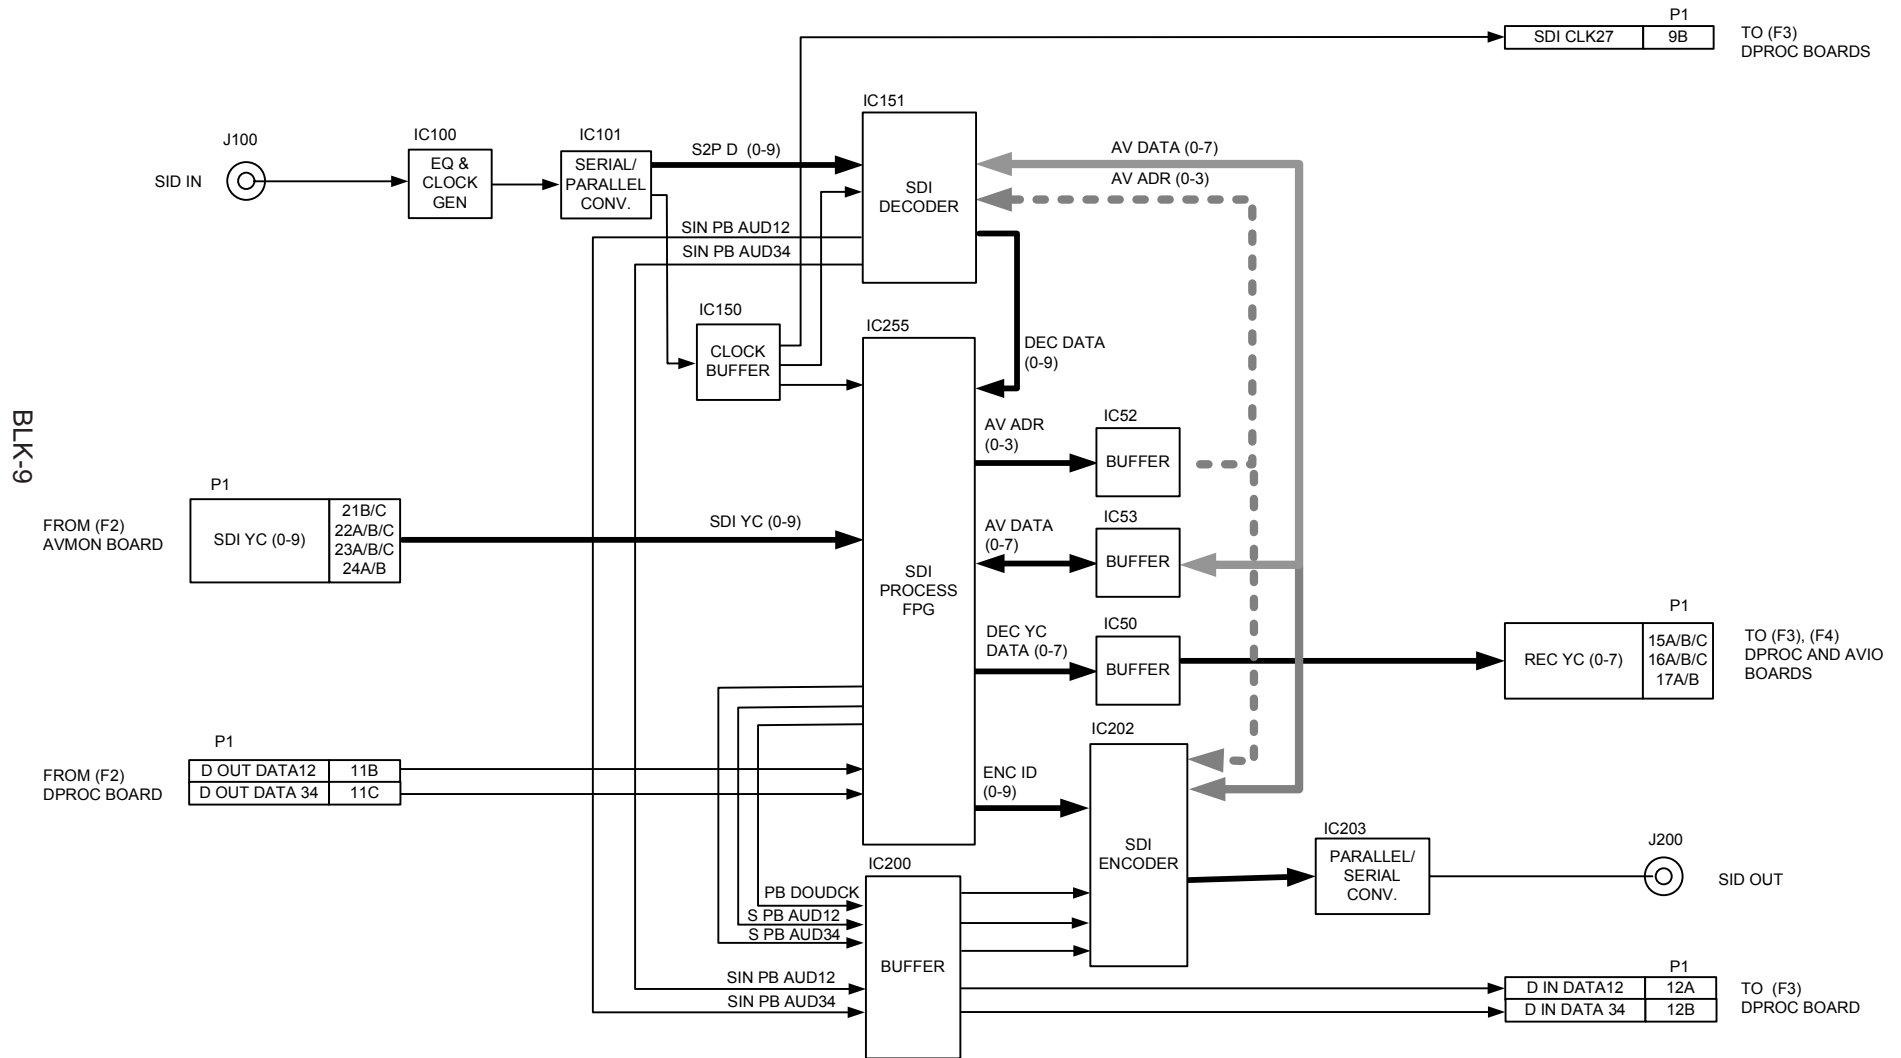 P1
SDI CLK27 9B
TO (F3)
DPROC BOARDS
IC151
J100
IC100
IC101
SID IN
EQ &
CLOCK
GEN
SERIAL/
PARALLEL
CONV.
S2P D (0-9)
SDI
DECODER
AV DATA (0-7)
AV ADR (0-3)
SIN PB AUD12
SIN PB AUD34
IC150
CLOCK
BUFFER
IC255
DEC DATA
(0-9)
AV ADR
(0-3)
IC52
BUFFER
BLK-9
P1
FROM (F2)
AVMON BOARD
SDI YC (0-9)
21B/C
22A/B/C
23A/B/C
24A/B
SDI YC (0-9)
AV DATA
(0-7)
IC53
BUFFER
SDI
PROCESS
FPG
DEC YC
DATA (0-7)
IC50
BUFFER
P1
REC YC (0-7)
15A/B/C
16A/B/C
17A/B
TO (F3), (F4)
DPROC AND AVIO
BOARDS
P1
FROM (F2)
DPROC BOARD
D OUT DATA12 11B
D OUT DATA 34 11C
ENC ID
(0-9)
IC202
SDI
ENCODER
IC203
PARALLEL/
SERIAL
CONV.
J200
SID OUT
IC200
PB DOUDCK
S PB AUD12
S PB AUD34
BUFFER
SIN PB AUD12
SIN PB AUD34
P1
D IN DATA12 12A
D IN DATA 34 12B
TO (F3)
DPROC BOARD